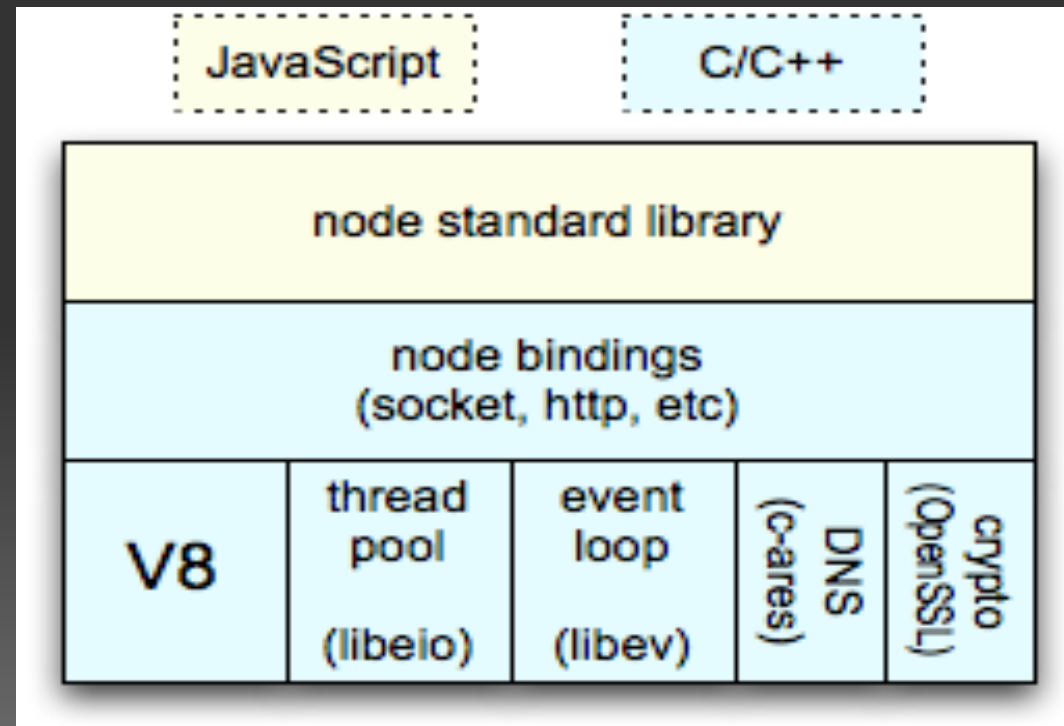 JavaScript
C/C++
node standard library
node bindings
(socket, http, etc)
V8
thread
pool
(libeio)
event
loop
(libev)
DNS
(c-ares)
crypto
(OpenSSL)